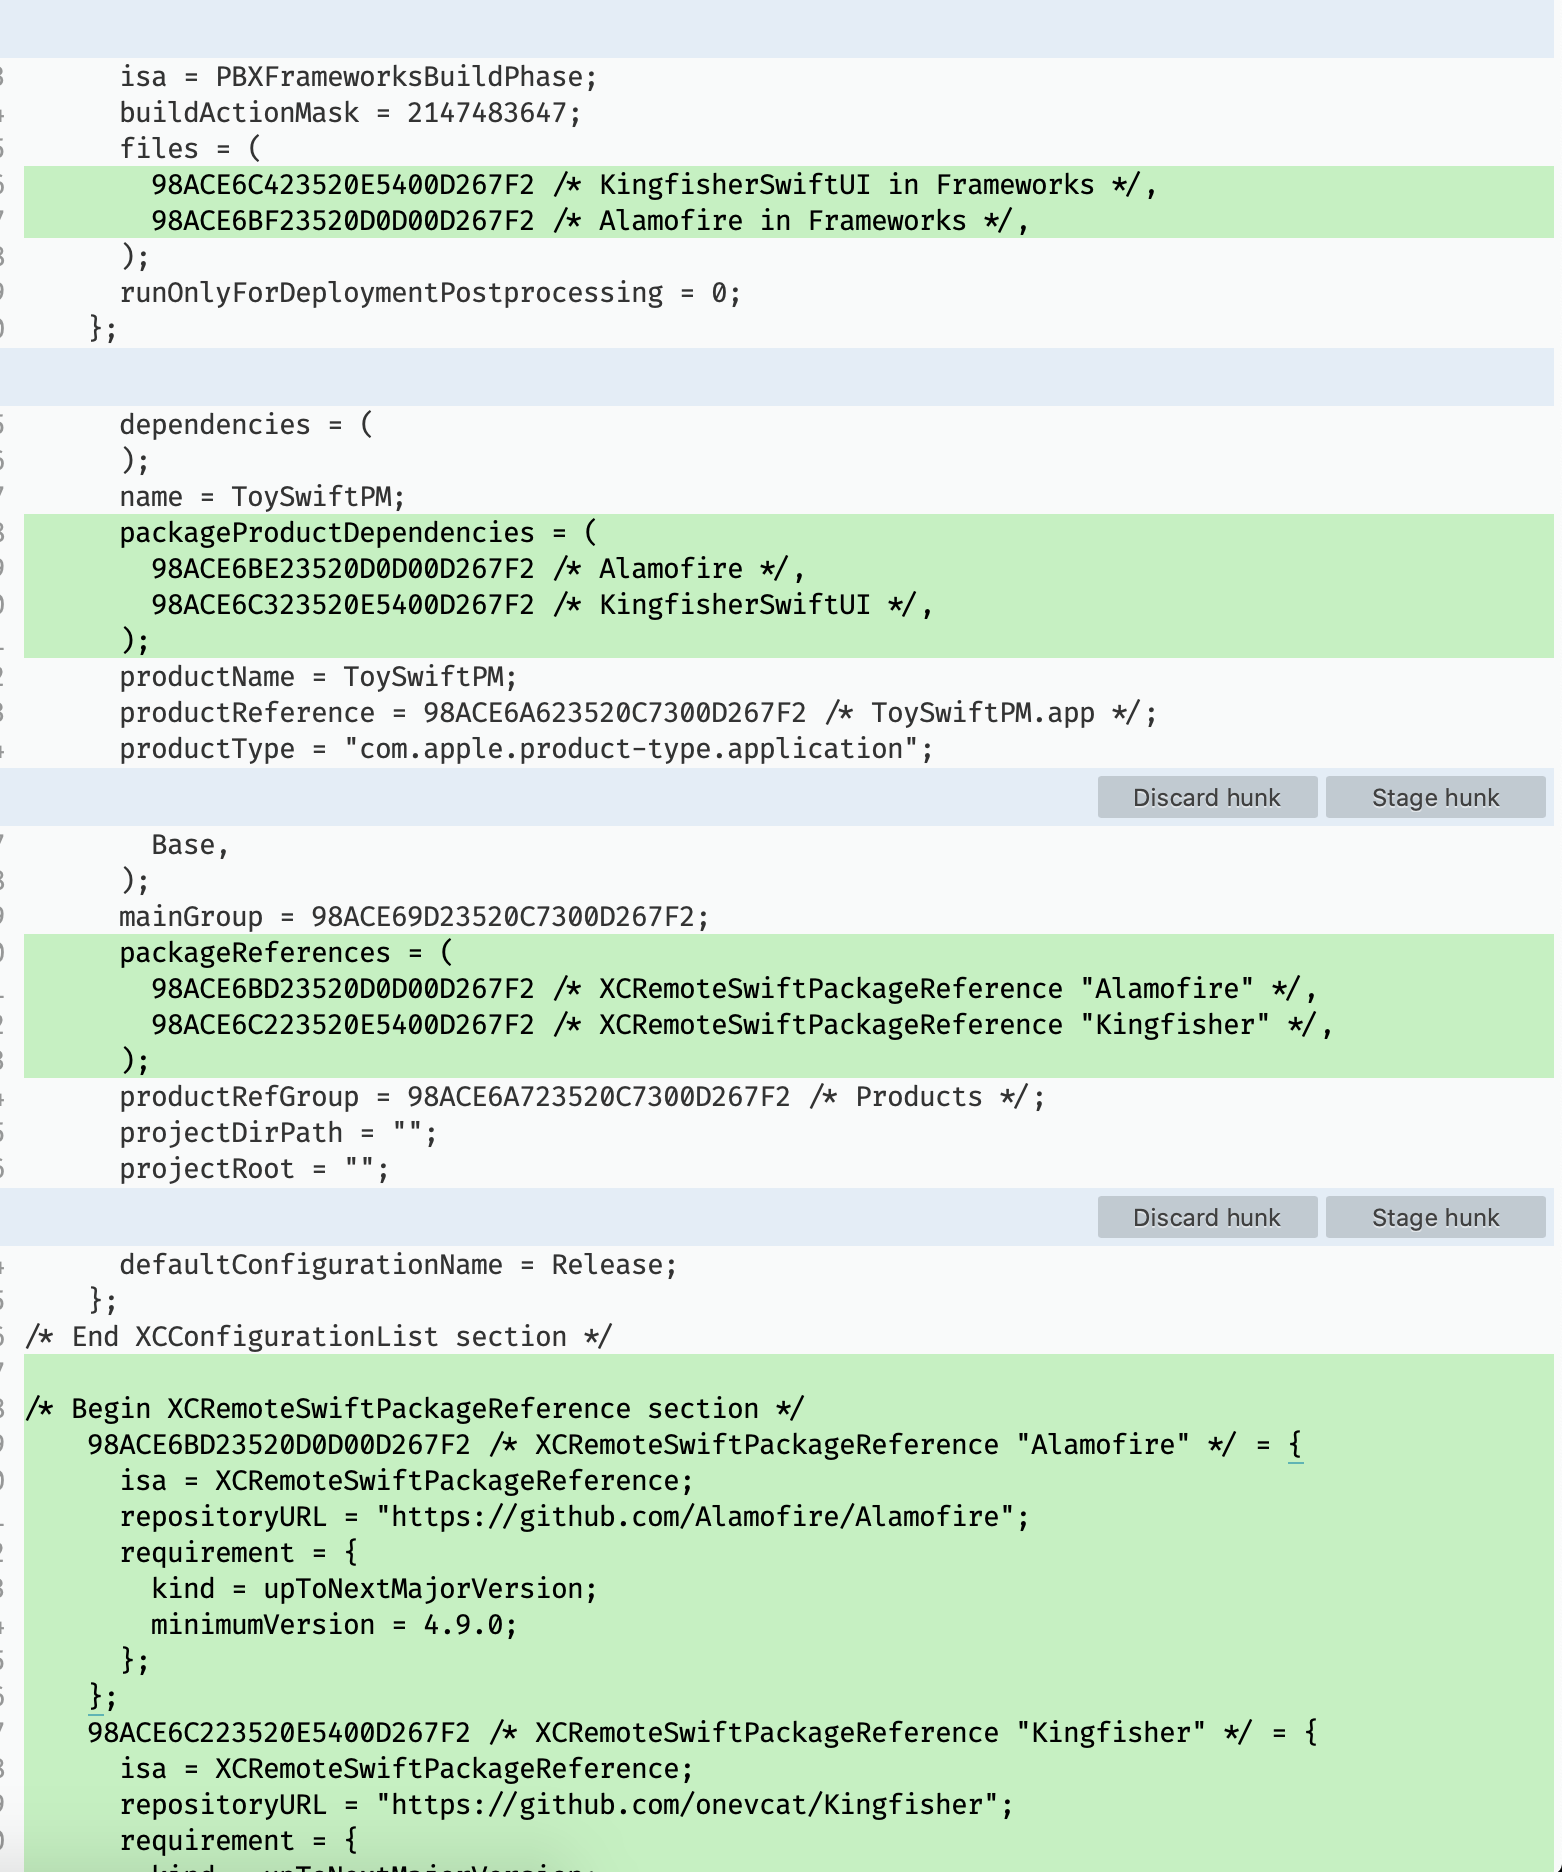 isa = PBXFrameworksBuildPhase;
buildActionMask = 2147483647;
files = (
98ACE6C423520E5400D267F2 /* KingfisherSwiftUI in Frameworks */,
98ACE6BF23520D0D00D267F2 /* Alamofire in Frameworks */,
);
runOnlyForDeploymentPostprocessing = 0;
};
dependencies = (
);
name = ToySwiftPM;
packageProductDependencies = (
98ACE6BE23520D0D00D267F2 /* Alamofire */,
98ACE6C323520E5400D267F2 /* KingfisherSwiftUI */,
);
productName = ToySwiftPM;
productReference = 98ACE6A623520C7300D267F2 /* ToySwiftPM.app */;
productType = "com.apple.product-type.application";
Discard hunk Stage hunk
Base,
);
mainGroup = 98ACE69D23520C7300D267F2;
packageReferences = (
98ACE6BD23520D0D00D267F2 /* XCRemoteSwiftPackageReference "Alamofire" */,
98ACE6C223520E5400D267F2 /* XCRemoteSwiftPackageReference "Kingfisher" */,
);
productRefGroup = 98ACE6A723520C7300D267F2 /* Products */;
projectDirPath = "";
projectRoot = "";
Discard hunk Stage hunk
defaultConfigurationName = Release;
};
/* End XCConfigurationList section */
/* Begin XCRemoteSwiftPackageReference section */
98ACE6BD23520D0D00D267F2 /* XCRemoteSwiftPackageReference "Alamofire" */ = {
isa = XCRemoteSwiftPackageReference;
repositoryURL = "https://github.com/Alamofire/Alamofire";
requirement = {
kind = upToNextMajorVersion;
minimumVersion = 4.9.0;
};
};
98ACE6C223520E5400D267F2 /* XCRemoteSwiftPackageReference "Kingfisher" */ = {
isa = XCRemoteSwiftPackageReference;
repositoryURL = "https://github.com/onevcat/Kingfisher";
requirement = {
kind = upToNextMajorVersion;